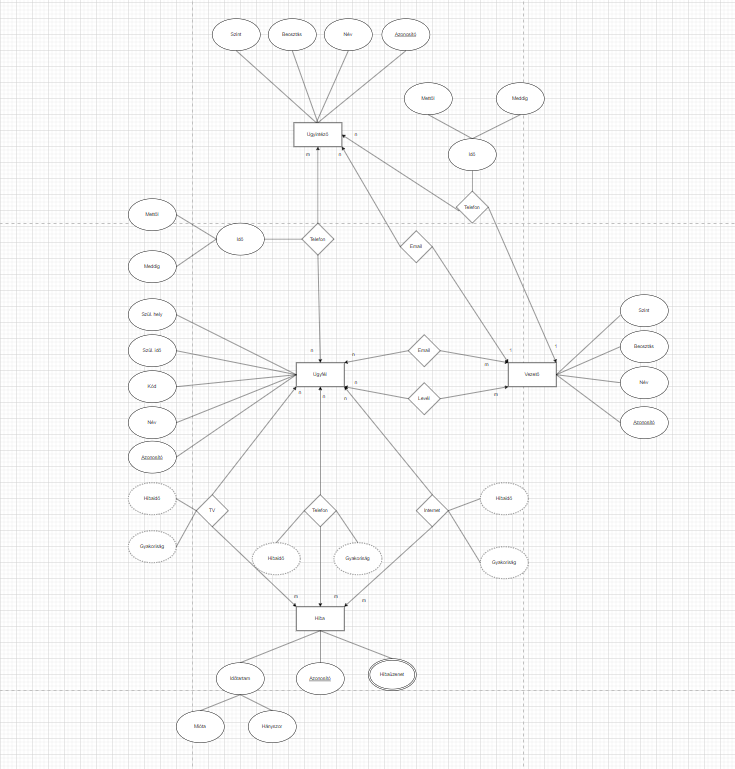 Szint
Beosztás
Név
Azonosító
Mettől
Meddig
Ügyintéző
n
m
n
Idő
Telefon
Mettől
Idő
Telefon
Email
Meddig
Szül. hely
Szint
Szül. idő
n
n
Email
1
1
Beosztás
m
Ügyfél
Vezető
Kód
n
Név
n
n
n
Levél
m
Név
Azonosító
Azonosító
Hibaidő
TV
Telefon
Internet
Hibaidő
Gyakoriság
Hibaidő
Gyakoriság
Gyakoriság
m
m
m
Hiba
Időtartam
Azonosító
Hibaüzenet
Mióta
Hányszor